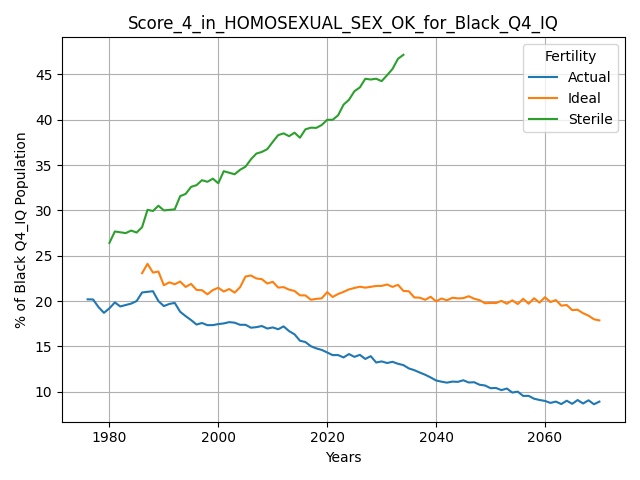 Score_4_in_HOMOSEXUAL_SEX_OK_for_Black_Q4_IQ
Fertility
Actual
Ideal
Sterile
% of Black Q4_IQ Population
45
40
35
30
25
20
15
10
1980
2000
2020
2040
2060
Years